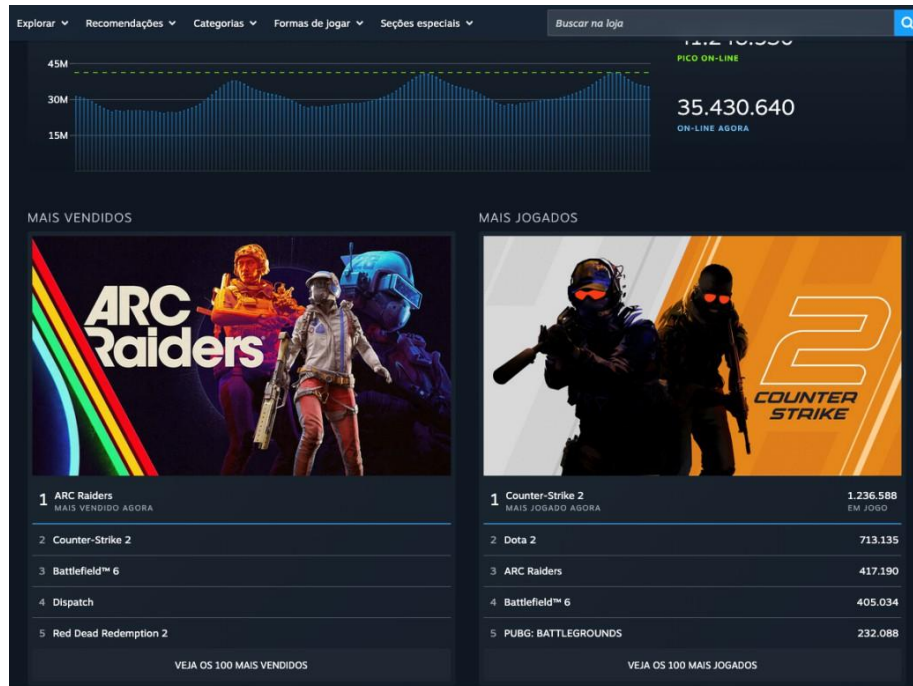 Explorar
Recomendações
Categorias
Formas de jogar
Seções especiais
Buscar na loja
45M
30M
15M
PICO ON-LINE
35.430.640
ON-LINE AGORA
MAIS VENDIDOS
ARC
Raiders
1 ARC Raiders
MAIS VENDIDO AGORA
2 Counter-Strike 2
3 Battlefield™ 6
4 Dispatch
5 Red Dead Redemption 2
VEJA OS 100 MAIS VENDIDOS
MAIS JOGADOS
2
COUNTER
STRIKE
1 Counter-Strike 2 1.236.588
MAIS JOGADO AGORA EM JOGO
2 Dota 2 713.135
3 ARC Raiders 417.190
4 Battlefield™ 6 405.034
5 PUBG: BATTLEGROUNDS 232.088
VEJA OS 100 MAIS JOGADOS